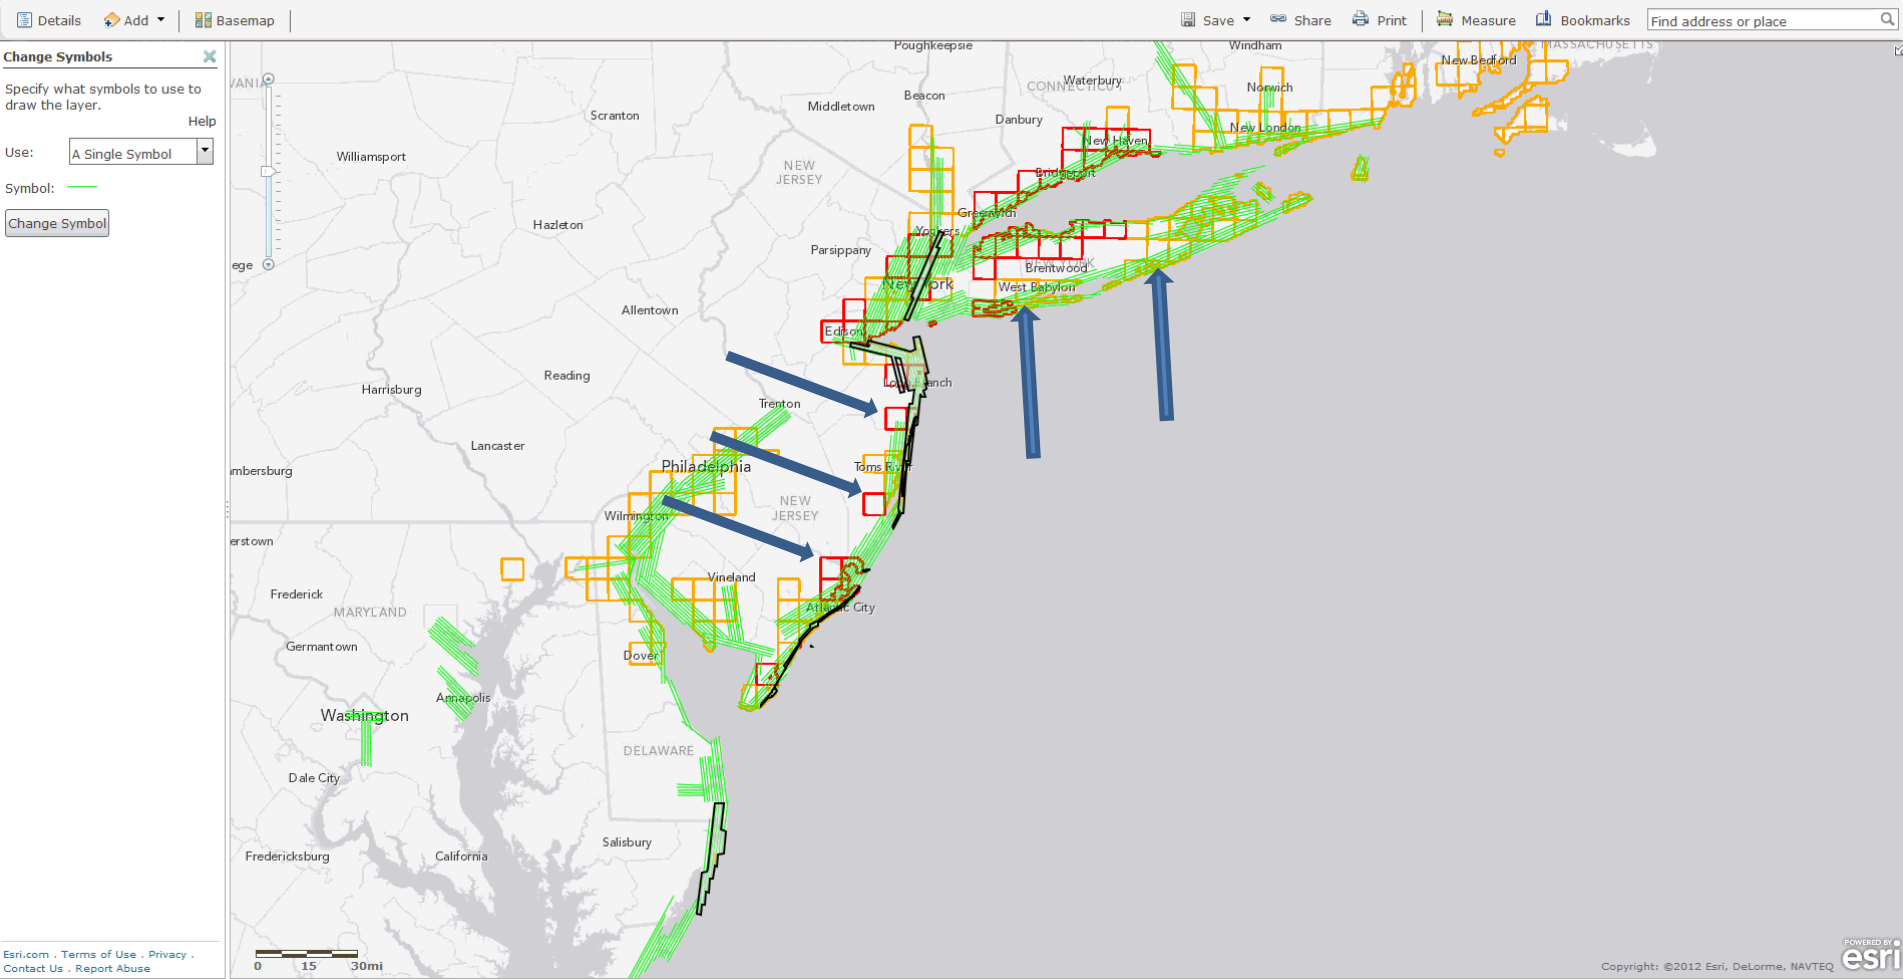 Details
Add
Basemap
Save
Share
Print
Measure
Bookmarks
Find address or place
Change Symbols
Specify what symbols to use to
draw the layer.
Help
Use:
A Single Symbol
Symbol:
Change Symbol
Esri.com . Terms of Use . Privacy .
Contact Us . Report Abuse
VANIA
Poughkeepsie
Windham
MASSACHUSETTS
New Bedford
Waterbury
CONNECTICUT
Norwich
Beacon
Middletown
Scranton
Danbury
New London
New Haven
Williamsport
NEW
JERSEY
Bridgeport
Greenwich
Hazleton
Yonkers
Parsippany
ege
NEW YORK
Brentwood
New York
West Babylon
Allentown
Edison
Reading
Long Branch
Harrisburg
Trenton
Lancaster
Philadelphia
Toms River
ambersburg
NEW
JERSEY
Wilmington
erstown
Vineland
Frederick
MARYLAND
Atlantic City
Germantown
Dover
Annapolis
Washington
DELAWARE
Dale City
Salisbury
Fredericksburg
California
0 15 30mi
Copyright: ©2012 Esri, DeLorme, NAVTEQ
POWERED BY
esri